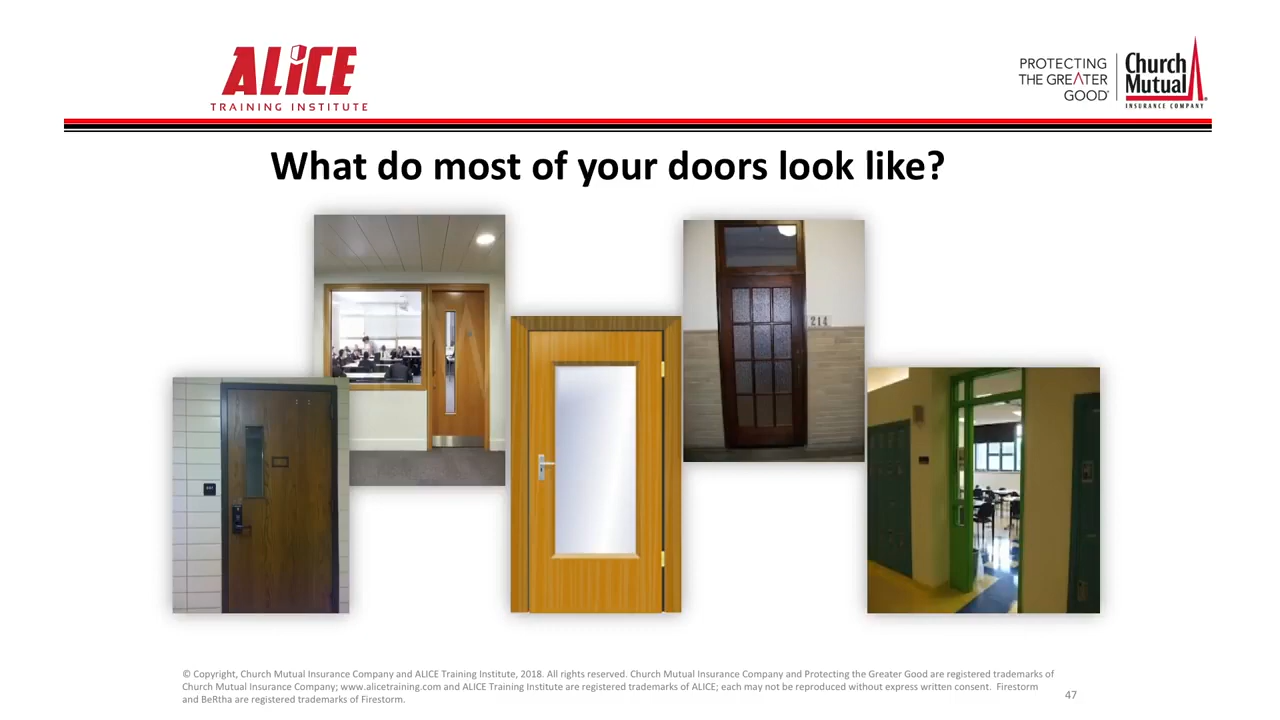 ALiCE
TRAINING INSTITUTE
PROTECTING
THE GREATER
GOOD®
Church
Mutual®
INSURANCE COMPANY
What do most of your doors look like?
214
© Copyright, Church Mutual Insurance Company and ALICE Training Institute, 2018. All rights reserved. Church Mutual Insurance Company and Protecting the Greater Good are registered trademarks of
Church Mutual Insurance Company; www.alicetraining.com and ALICE Training Institute are registered trademarks of ALICE; each may not be reproduced without express written consent. Firestorm
and BeRtha are registered trademarks of Firestorm.
47